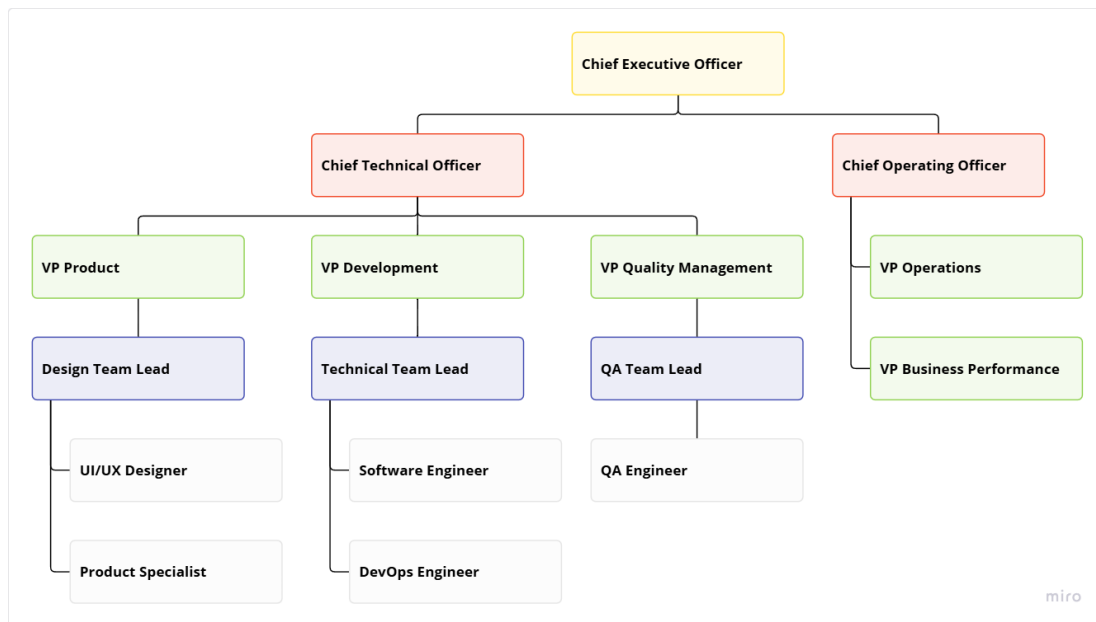 Chief Executive Officer
Chief Technical Officer
Chief Operating Officer
VP Product
VP Development
VP Quality Management
VP Operations
Design Team Lead
Technical Team Lead
QA Team Lead
VP Business Performance
UI/UX Designer
Software Engineer
QA Engineer
Product Specialist
DevOps Engineer
miro